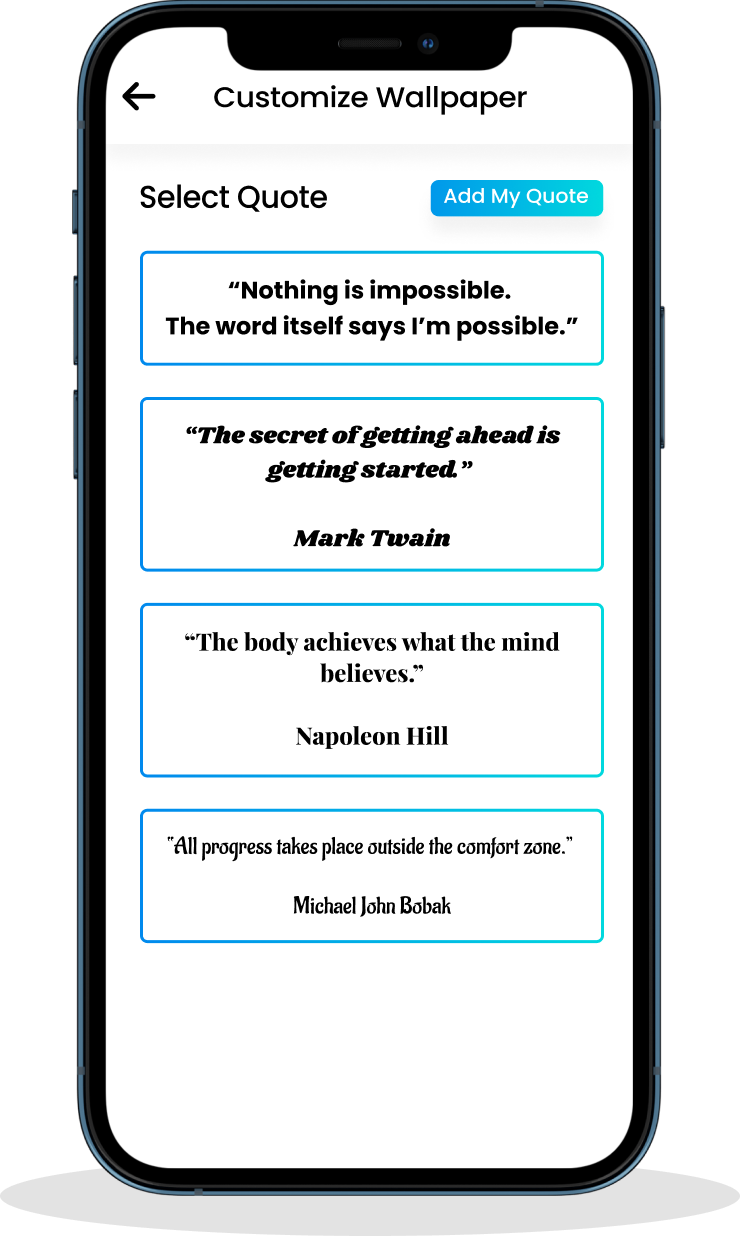 Customize Wallpaper
Select Quote
Add My Quote
“Nothing is impossible.
The word itself says I’m possible.”
“The secret of getting ahead is
getting started.”
Mark Twain
“The body achieves what the mind
believes.”
Napoleon Hill
“All progress takes place outside the comfort zone.”
Michael John Bobak